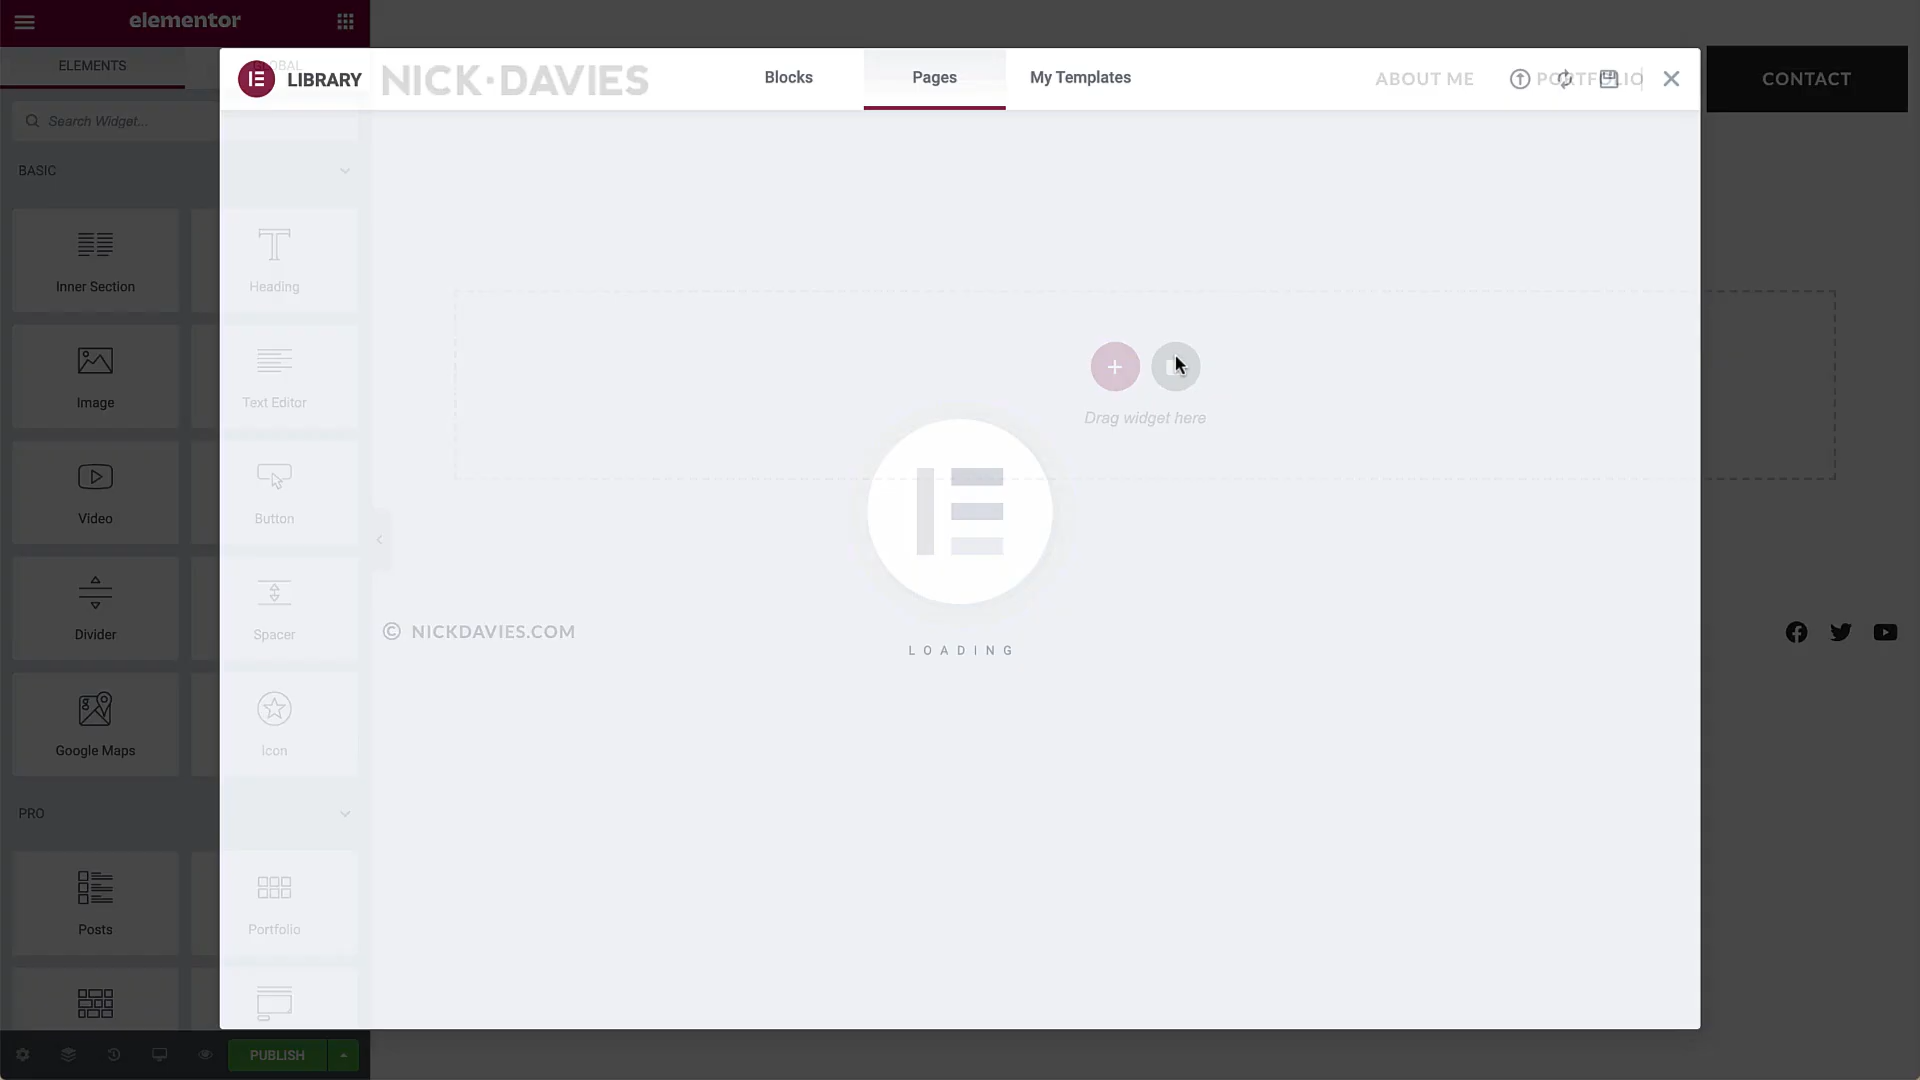 elementor
ELEMENTS
GLOBAL
LIBRARY
NICK·DAVIES
Blocks
Pages
My Templates
ABOUT ME
PORTFOLIO
CONTACT
Search Widget...
BASIC
Inner Section
Heading
Image
Text Editor
Drag widget here
Video
Button
Divider
Spacer
© NICKDAVIES.COM
LOADING
Google Maps
Icon
PRO
Posts
Portfolio
PUBLISH